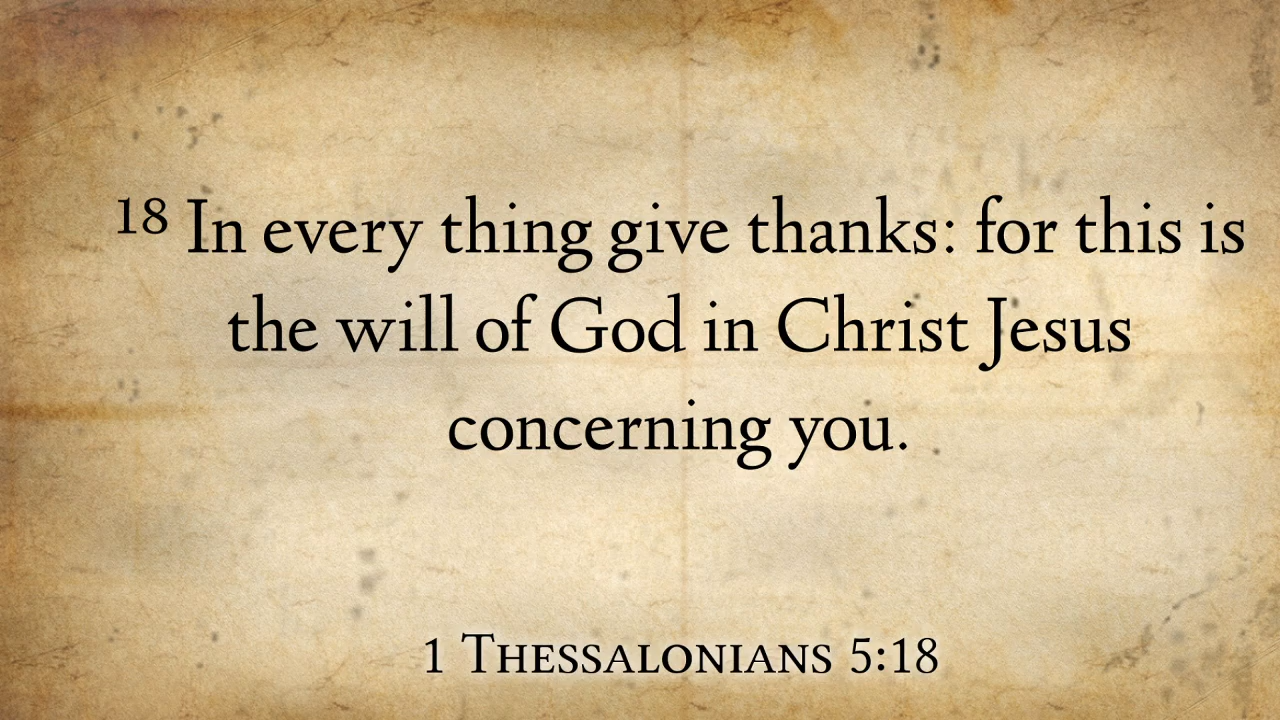 18 In every thing give thanks: for this is
the will of God in Christ Jesus
concerning you.
1 Thessalonians 5:18